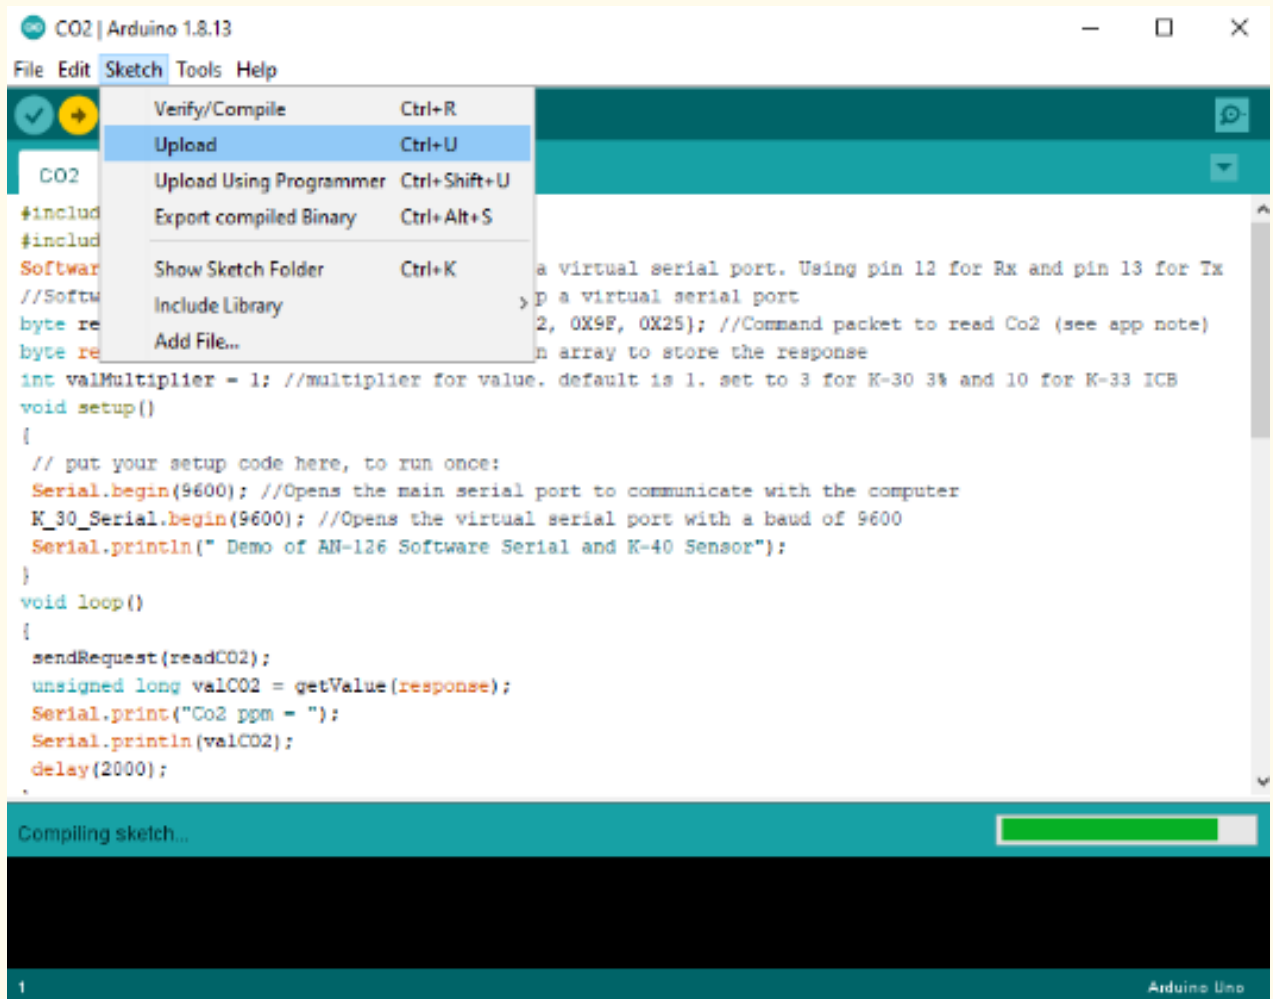 CO2 | Arduino 1.8.13
File Edit Sketch Tools Help
Verify/Compile Ctrl+R
Upload Ctrl+U
Upload Using Programmer Ctrl+Shift+U
Export compiled Binary Ctrl+Alt+S
Show Sketch Folder Ctrl+K
Include Library
Add File...
CO2
#includ
#includ
Softwar a virtual serial port. Using pin 12 for Rx and pin 13 for Tx
//Softw p a virtual serial port
byte re 2, 0X9F, 0X25}; //Command packet to read Co2 (see app note)
byte re n array to store the response
int valMultiplier = 1; //multiplier for value. default is 1. set to 3 for K-30 3% and 10 for K-33 ICB
void setup()
{
// put your setup code here, to run once:
Serial.begin(9600); //Opens the main serial port to communicate with the computer
K_30_Serial.begin(9600); //Opens the virtual serial port with a baud of 9600
Serial.println(" Demo of AN-126 Software Serial and K-40 Sensor");
}
void loop()
{
sendRequest(readCO2);
unsigned long valCO2 = getValue(response);
Serial.print("Co2 ppm = ");
Serial.println(valCO2);
delay(2000);
Compiling sketch...
1
Arduino Uno